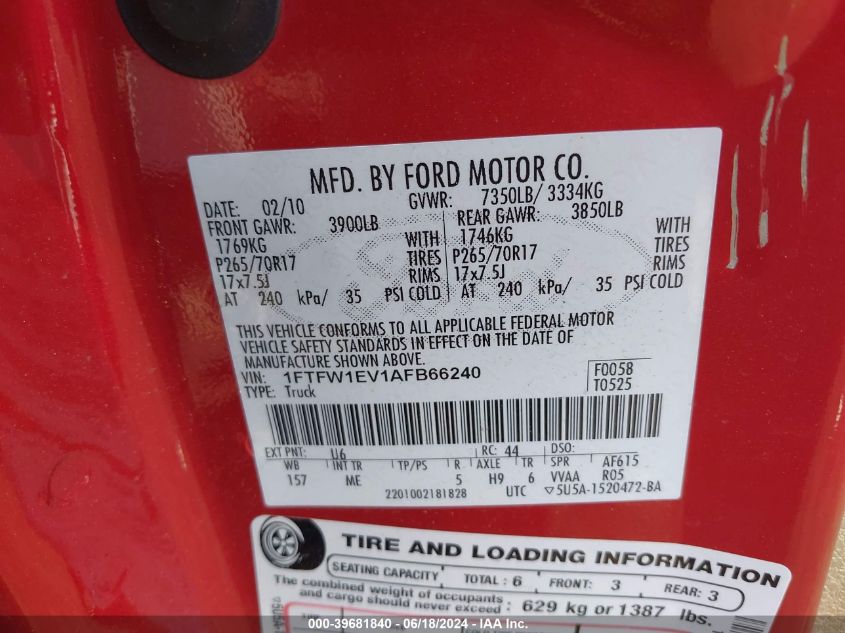 MFD. BY FORD MOTOR CO.
DATE: 02/10 GVWR: 7350LB/ 3334KG
FRONT GAWR: 3900LB REAR GAWR: 3850LB
1769KG WITH 1746KG WITH
P265/70R17 TIRES P265/70R17 TIRES
17x7.5J RIMS 17x7.5J RIMS
AT 240 kPa/ 35 PSI COLD AT 240 kPa/ 35 PSI COLD
THIS VEHICLE CONFORMS TO ALL APPLICABLE FEDERAL MOTOR
VEHICLE SAFETY STANDARDS IN EFFECT ON THE DATE OF
MANUFACTURE SHOWN ABOVE.
VIN: 1FTFW1EV1AFB66240 F0058
TYPE: Truck T0525
EXT PNT: U6 RC: 44 DSO:
WB INT TR TP/PS R AXLE TR SPR AF615
157 ME 5 H9 6 VVAA R05
2201002181828 UTC ▽5U5A-1520472-BA
TIRE AND LOADING INFORMATION
SEATING CAPACITY TOTAL : 6 FRONT: 3 REAR: 3
The combined weight of occupants
and cargo should never exceed : 629 kg or 1387 lbs.
000-39681840 - 06/18/2024 - IAA Inc.